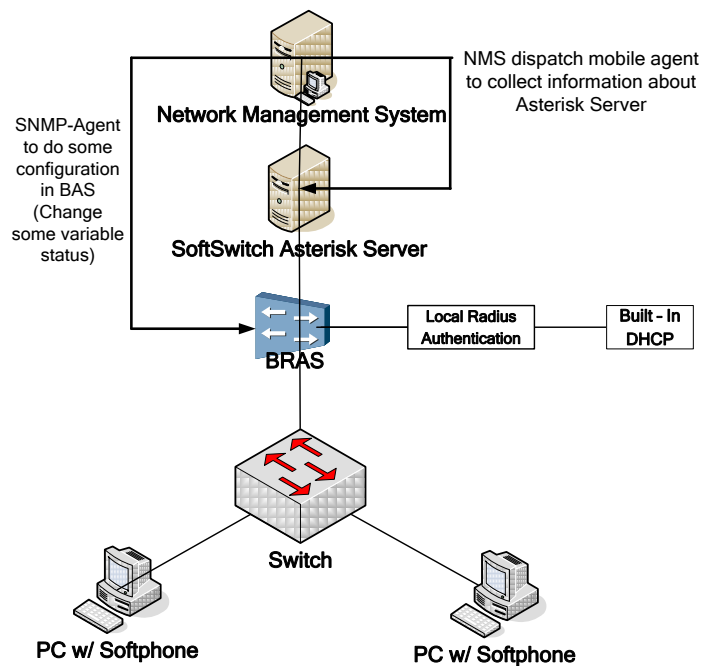 NMS dispatch mobile agent
to collect information about
Asterisk Server
Network Management System
SNMP-Agent
to do some
configuration
in BAS
(Change
some variable
status)
SoftSwitch Asterisk Server
BRAS
Local Radius
Authentication
Built - In
DHCP
Switch
PC w/ Softphone
PC w/ Softphone